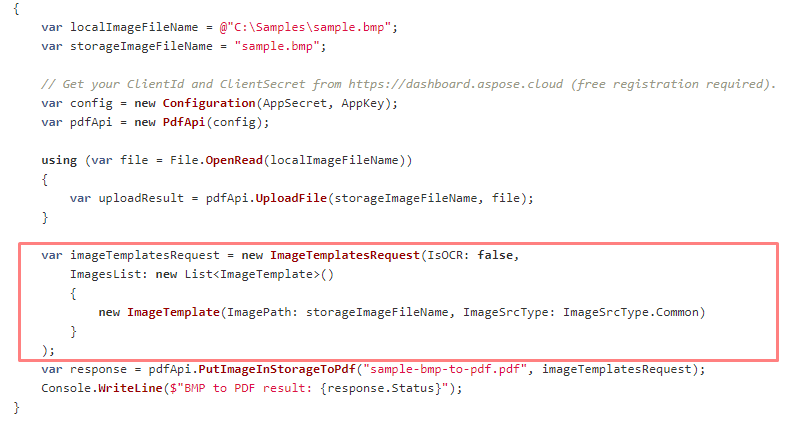 {
    var localImageFileName = @"C:\Samples\sample.bmp";
    var storageImageFileName = "sample.bmp";

    // Get your ClientId and ClientSecret from https://dashboard.aspose.cloud (free registration required).
    var config = new Configuration(AppSecret, AppKey);
    var pdfApi = new PdfApi(config);

    using (var file = File.OpenRead(localImageFileName))
    {
        var uploadResult = pdfApi.UploadFile(storageImageFileName, file);
    }

    var imageTemplatesRequest = new ImageTemplatesRequest(IsOCR: false,
        ImagesList: new List<ImageTemplate>()
        {
            new ImageTemplate(ImagePath: storageImageFileName, ImageSrcType: ImageSrcType.Common)
        }
    );
    var response = pdfApi.PutImageInStorageToPdf("sample-bmp-to-pdf.pdf", imageTemplatesRequest);
    Console.WriteLine($"BMP to PDF result: {response.Status}");
}